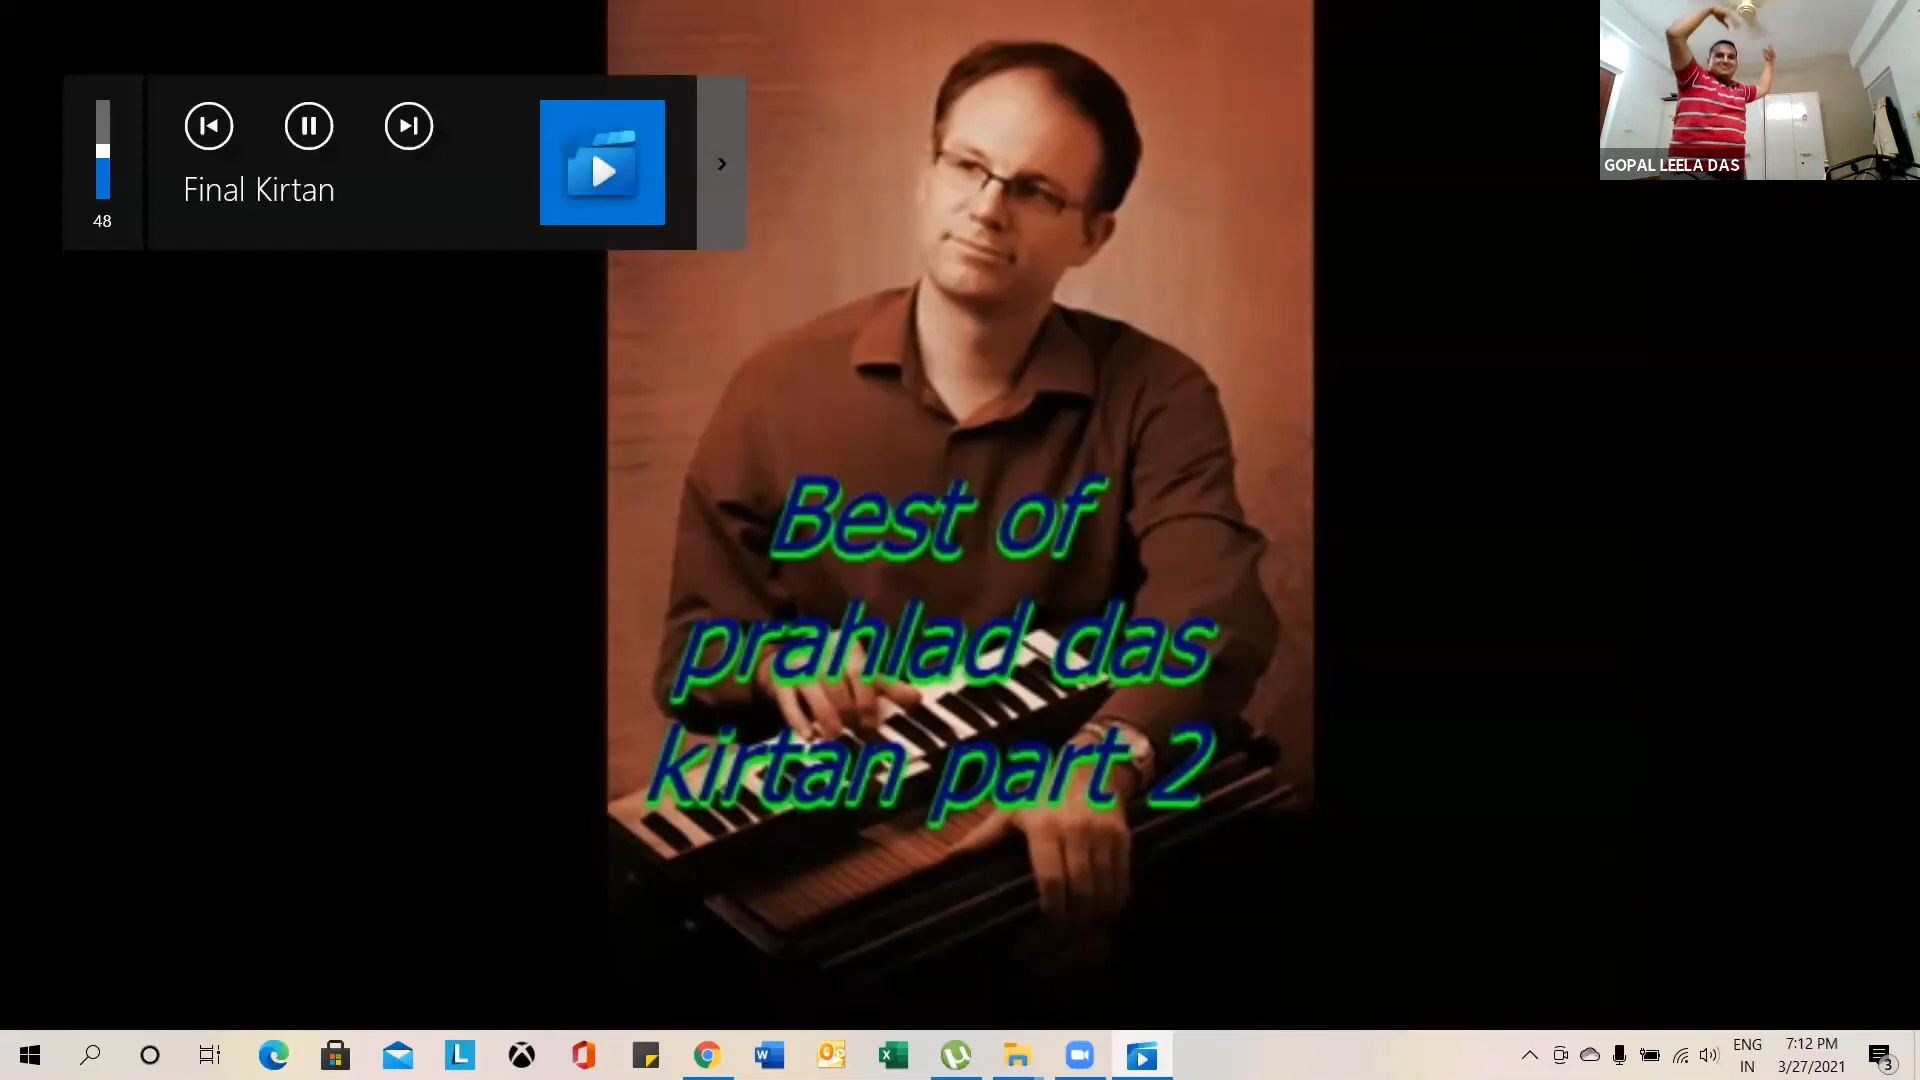 Final Kirtan
48
GOPAL LEELA DAS
Best of
prahlad das
kirtan part 2
L
W
ENG
IN
7:12 PM
3/27/2021
3